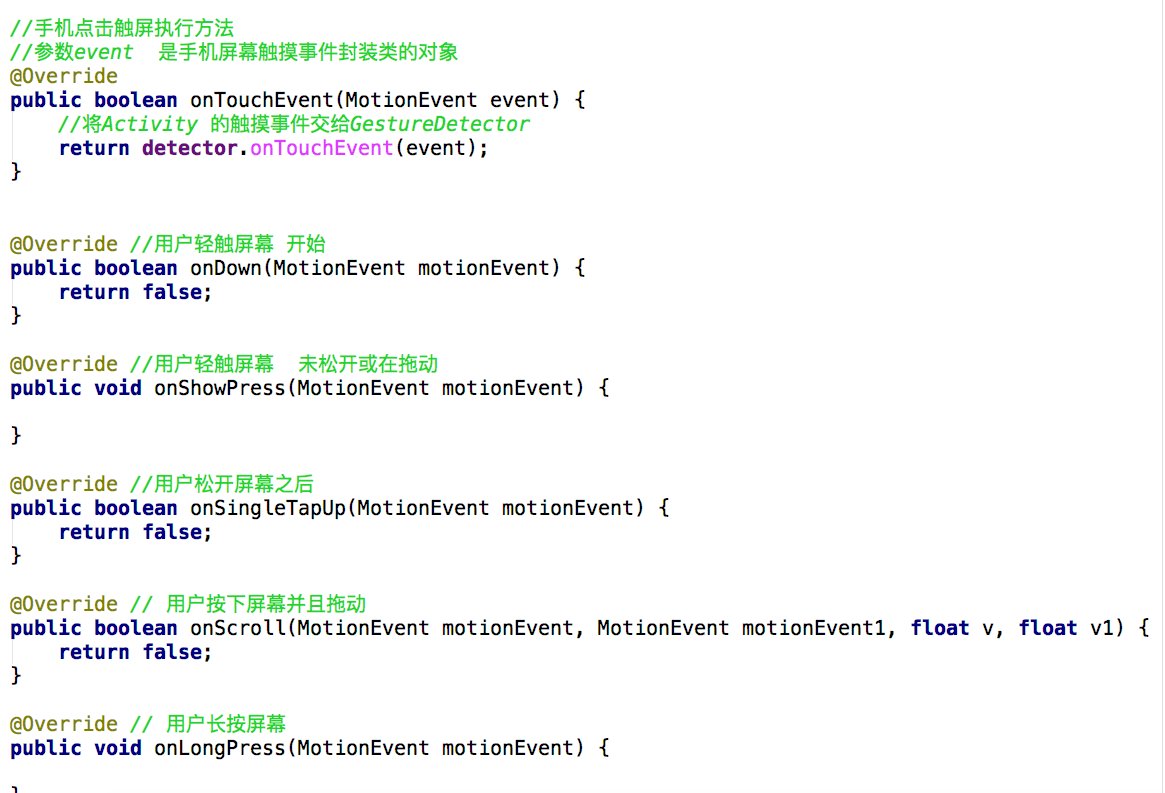 //手机点击触屏执行方法
//参数event  是手机屏幕触摸事件封装类的对象
@Override
public boolean onTouchEvent(MotionEvent event) {
    //将Activity 的触摸事件交给GestureDetector
    return detector.onTouchEvent(event);
}
@Override //用户轻触屏幕 开始
public boolean onDown(MotionEvent motionEvent) {
    return false;
}
@Override //用户轻触屏幕  未松开或在拖动
public void onShowPress(MotionEvent motionEvent) {
}
@Override //用户松开屏幕之后
public boolean onSingleTapUp(MotionEvent motionEvent) {
    return false;
}
@Override // 用户按下屏幕并且拖动
public boolean onScroll(MotionEvent motionEvent, MotionEvent motionEvent1, float v, float v1) {
    return false;
}
@Override // 用户长按屏幕
public void onLongPress(MotionEvent motionEvent) {
}